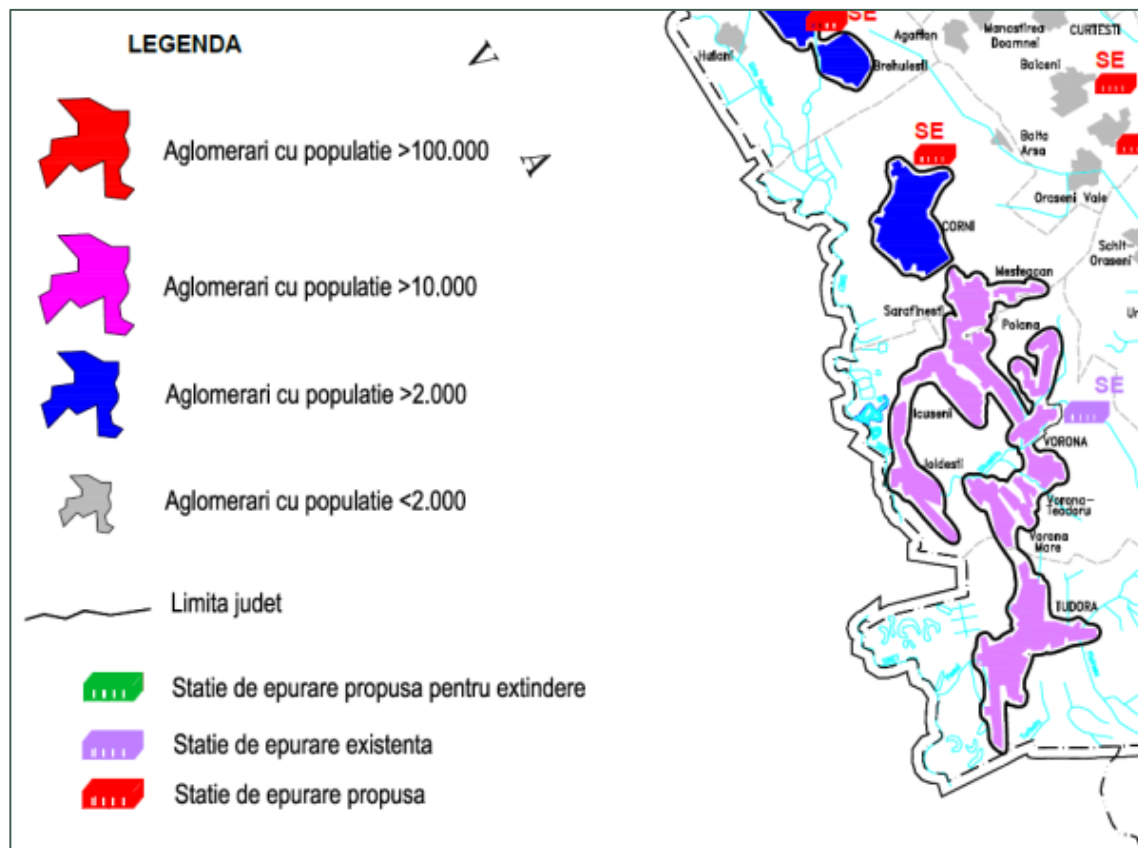 LEGENDA
V
A
Aglomerari cu populatie >100.000
Aglomerari cu populatie >10.000
Aglomerari cu populatie >2.000
Aglomerari cu populatie <2.000
Limita judet
Statie de epurare propusa pentru extindere
Statie de epurare existenta
Statie de epurare propusa
SE
Hutani
Agafton
Manastirea
Doamnei
CURTESTI
Brehuiesti
Baiceni
SE
SE
Balta
Arsa
Oraseni Vale
CORNI
Schit-
Oraseni
Mesteacan
Sarafinesti
Poiana
SE
Icuseni
VORONA
Joldesti
Vorona-
Teodoru
Vorona
Mare
TUDORA